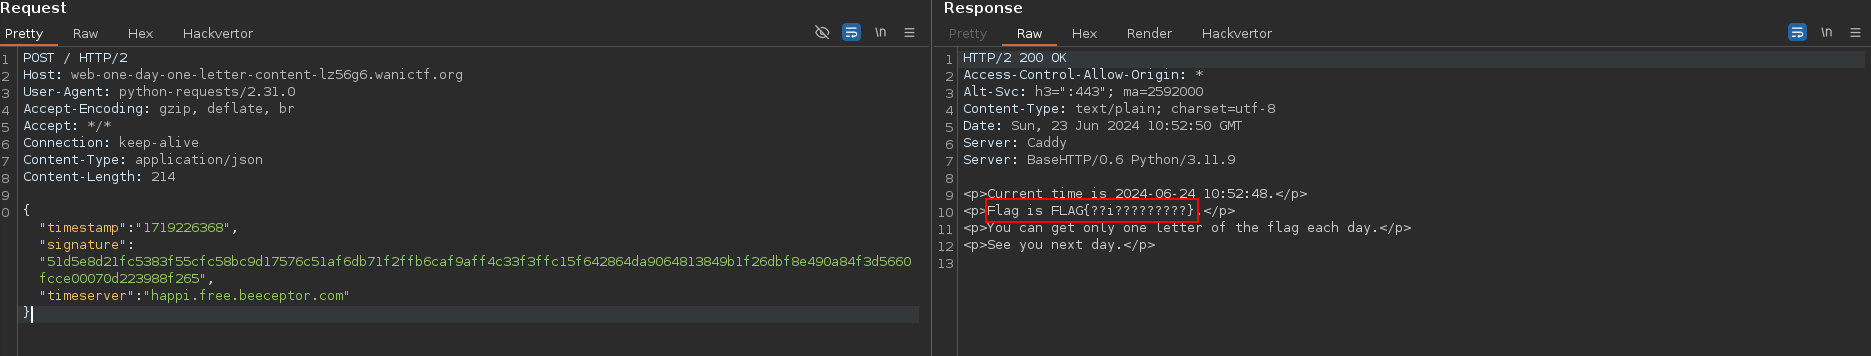 Request
Pretty Raw Hex Hackvertor \n
1 POST / HTTP/2
2 Host: web-one-day-one-letter-content-lz56g6.wanictf.org
3 User-Agent: python-requests/2.31.0
4 Accept-Encoding: gzip, deflate, br
5 Accept: */*
6 Connection: keep-alive
7 Content-Type: application/json
8 Content-Length: 214
9
0 {
"timestamp":"1719226368",
"signature":
"51d5e8d21fc5383f55cfc58bc9d17576c51af6db71f2ffb6caf9aff4c33f3ffc15f642864da9064813849b1f26dbf8e490a84f3d5660
fcce00070d223988f265",
"timeserver":"happi.free.beeceptor.com"
}
Response
Pretty Raw Hex Render Hackvertor \n
1 HTTP/2 200 OK
2 Access-Control-Allow-Origin: *
3 Alt-Svc: h3=":443"; ma=2592000
4 Content-Type: text/plain; charset=utf-8
5 Date: Sun, 23 Jun 2024 10:52:50 GMT
6 Server: Caddy
7 Server: BaseHTTP/0.6 Python/3.11.9
8
9 <p>Current time is 2024-06-24 10:52:48.</p>
10 <p>Flag is FLAG{??i?????????}.</p>
11 <p>You can get only one letter of the flag each day.</p>
12 <p>See you next day.</p>
13